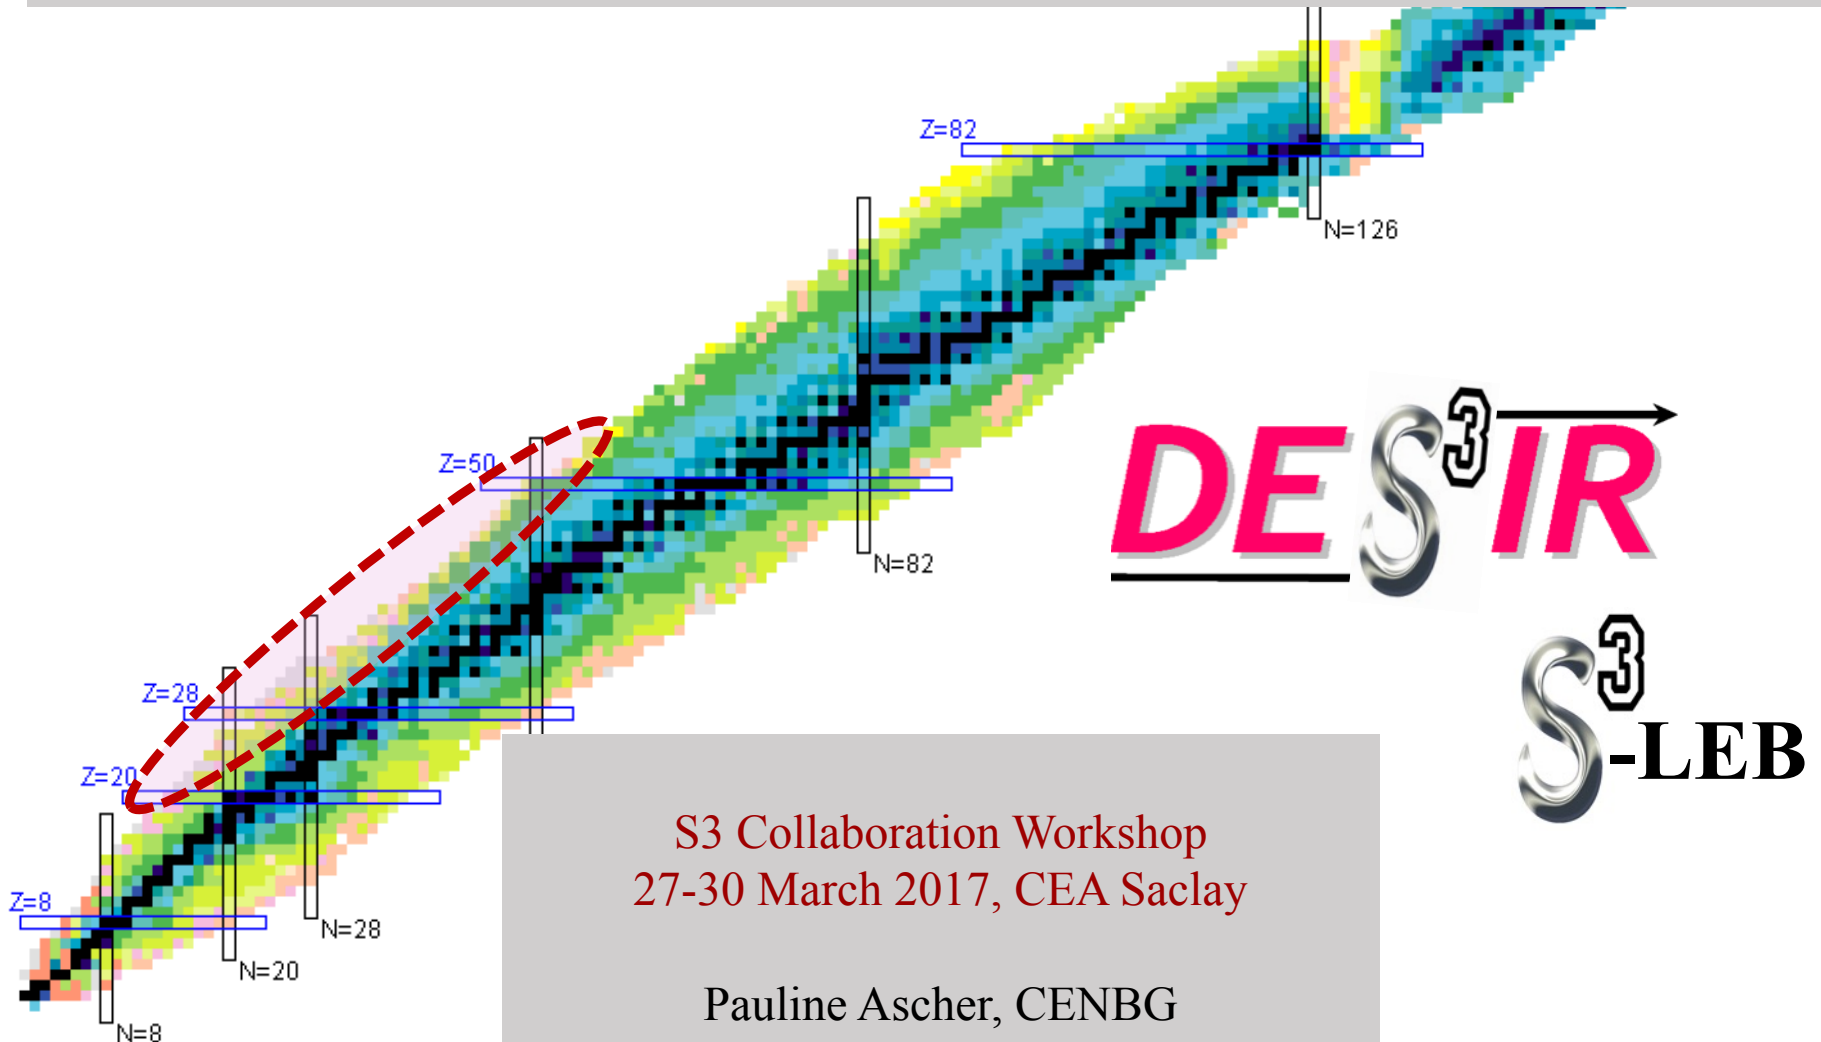 Z=82
N=126
Z=50
N=82
DES³IR
Z=28
S³-LEB
Z=20
S3 Collaboration Workshop
27-30 March 2017, CEA Saclay
Z=8
N=28
N=20
Pauline Ascher, CENBG
N=8